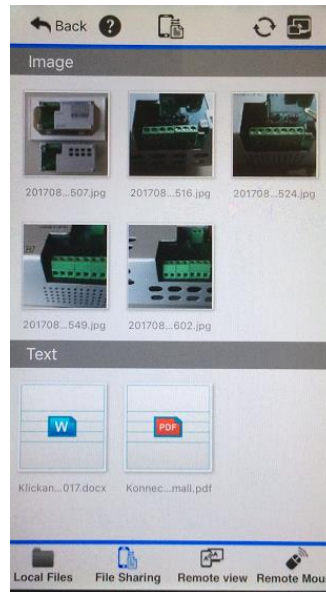 Back ?
Image
201708...507.jpg 201708...516.jpg 201708...524.jpg
201708...549.jpg 201708...602.jpg
Text
W PDF
Klickan...017.docx Konnec...mall.pdf
Local Files File Sharing Remote view Remote Mou